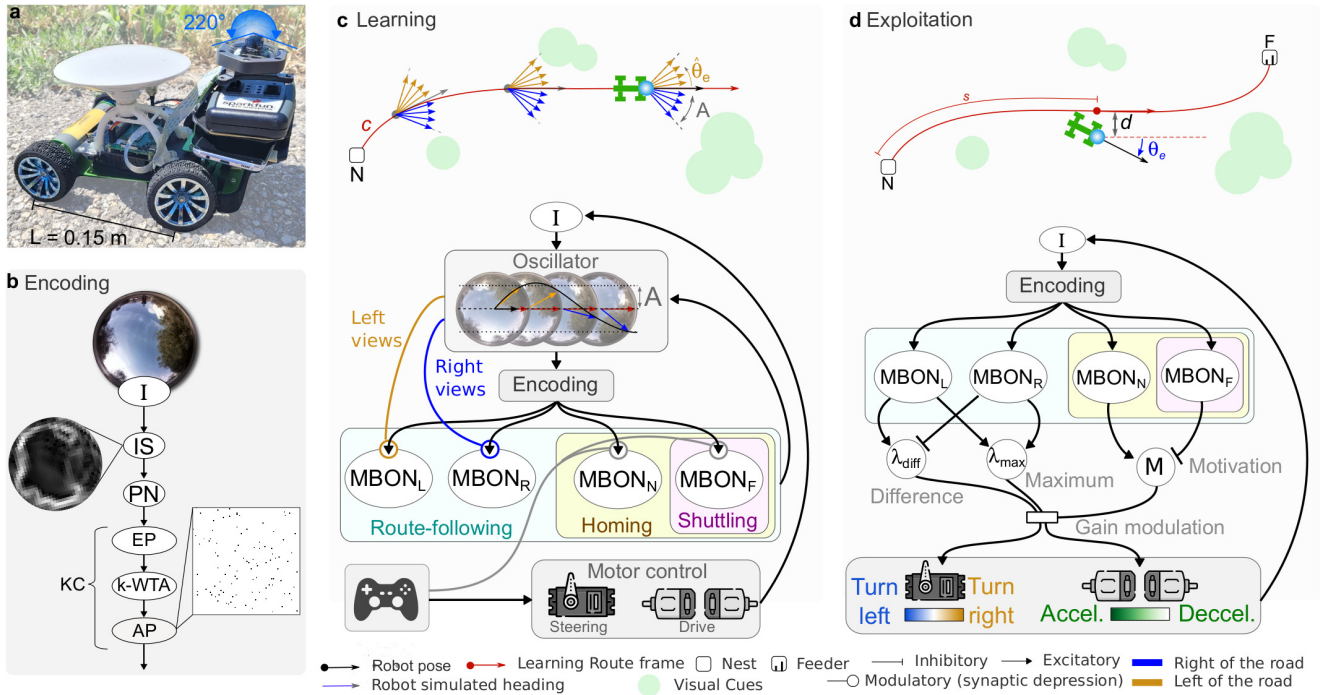 a
220°
sparkfun
L = 0.15 m
b Encoding
I
IS
PN
EP
KC
k-WTA
AP
c Learning
θ̂e
A
c
N
I
Oscillator
A
Left
views
Right
views
Encoding
MBONL
MBONR
MBONN
MBONF
Route-following
Homing
Shuttling
Motor control
Steering
Drive
d Exploitation
F
s
d
θe
N
I
Encoding
MBONL
MBONR
MBONN
MBONF
λdiff
λmax
M
Motivation
Difference
Maximum
Gain modulation
Turn
left
Turn
right
Accel.
Deccel.
Robot pose
Learning Route frame
Nest
Feeder
Inhibitory
Excitatory
Right of the road
Robot simulated heading
Visual Cues
Modulatory (synaptic depression)
Left of the road